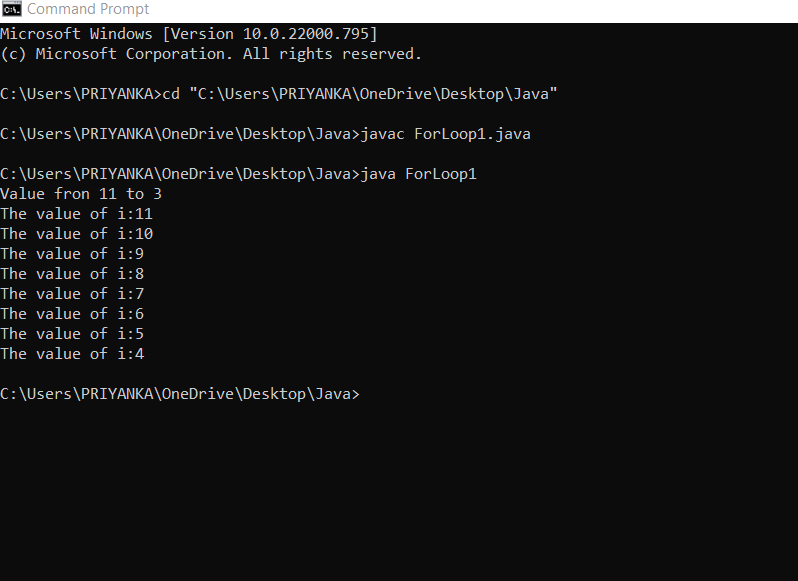 Command Prompt
Microsoft Windows [Version 10.0.22000.795]
(c) Microsoft Corporation. All rights reserved.
C:\Users\PRIYANKA>cd "C:\Users\PRIYANKA\OneDrive\Desktop\Java"
C:\Users\PRIYANKA\OneDrive\Desktop\Java>javac ForLoop1.java
C:\Users\PRIYANKA\OneDrive\Desktop\Java>java ForLoop1
Value fron 11 to 3
The value of i:11
The value of i:10
The value of i:9
The value of i:8
The value of i:7
The value of i:6
The value of i:5
The value of i:4
C:\Users\PRIYANKA\OneDrive\Desktop\Java>